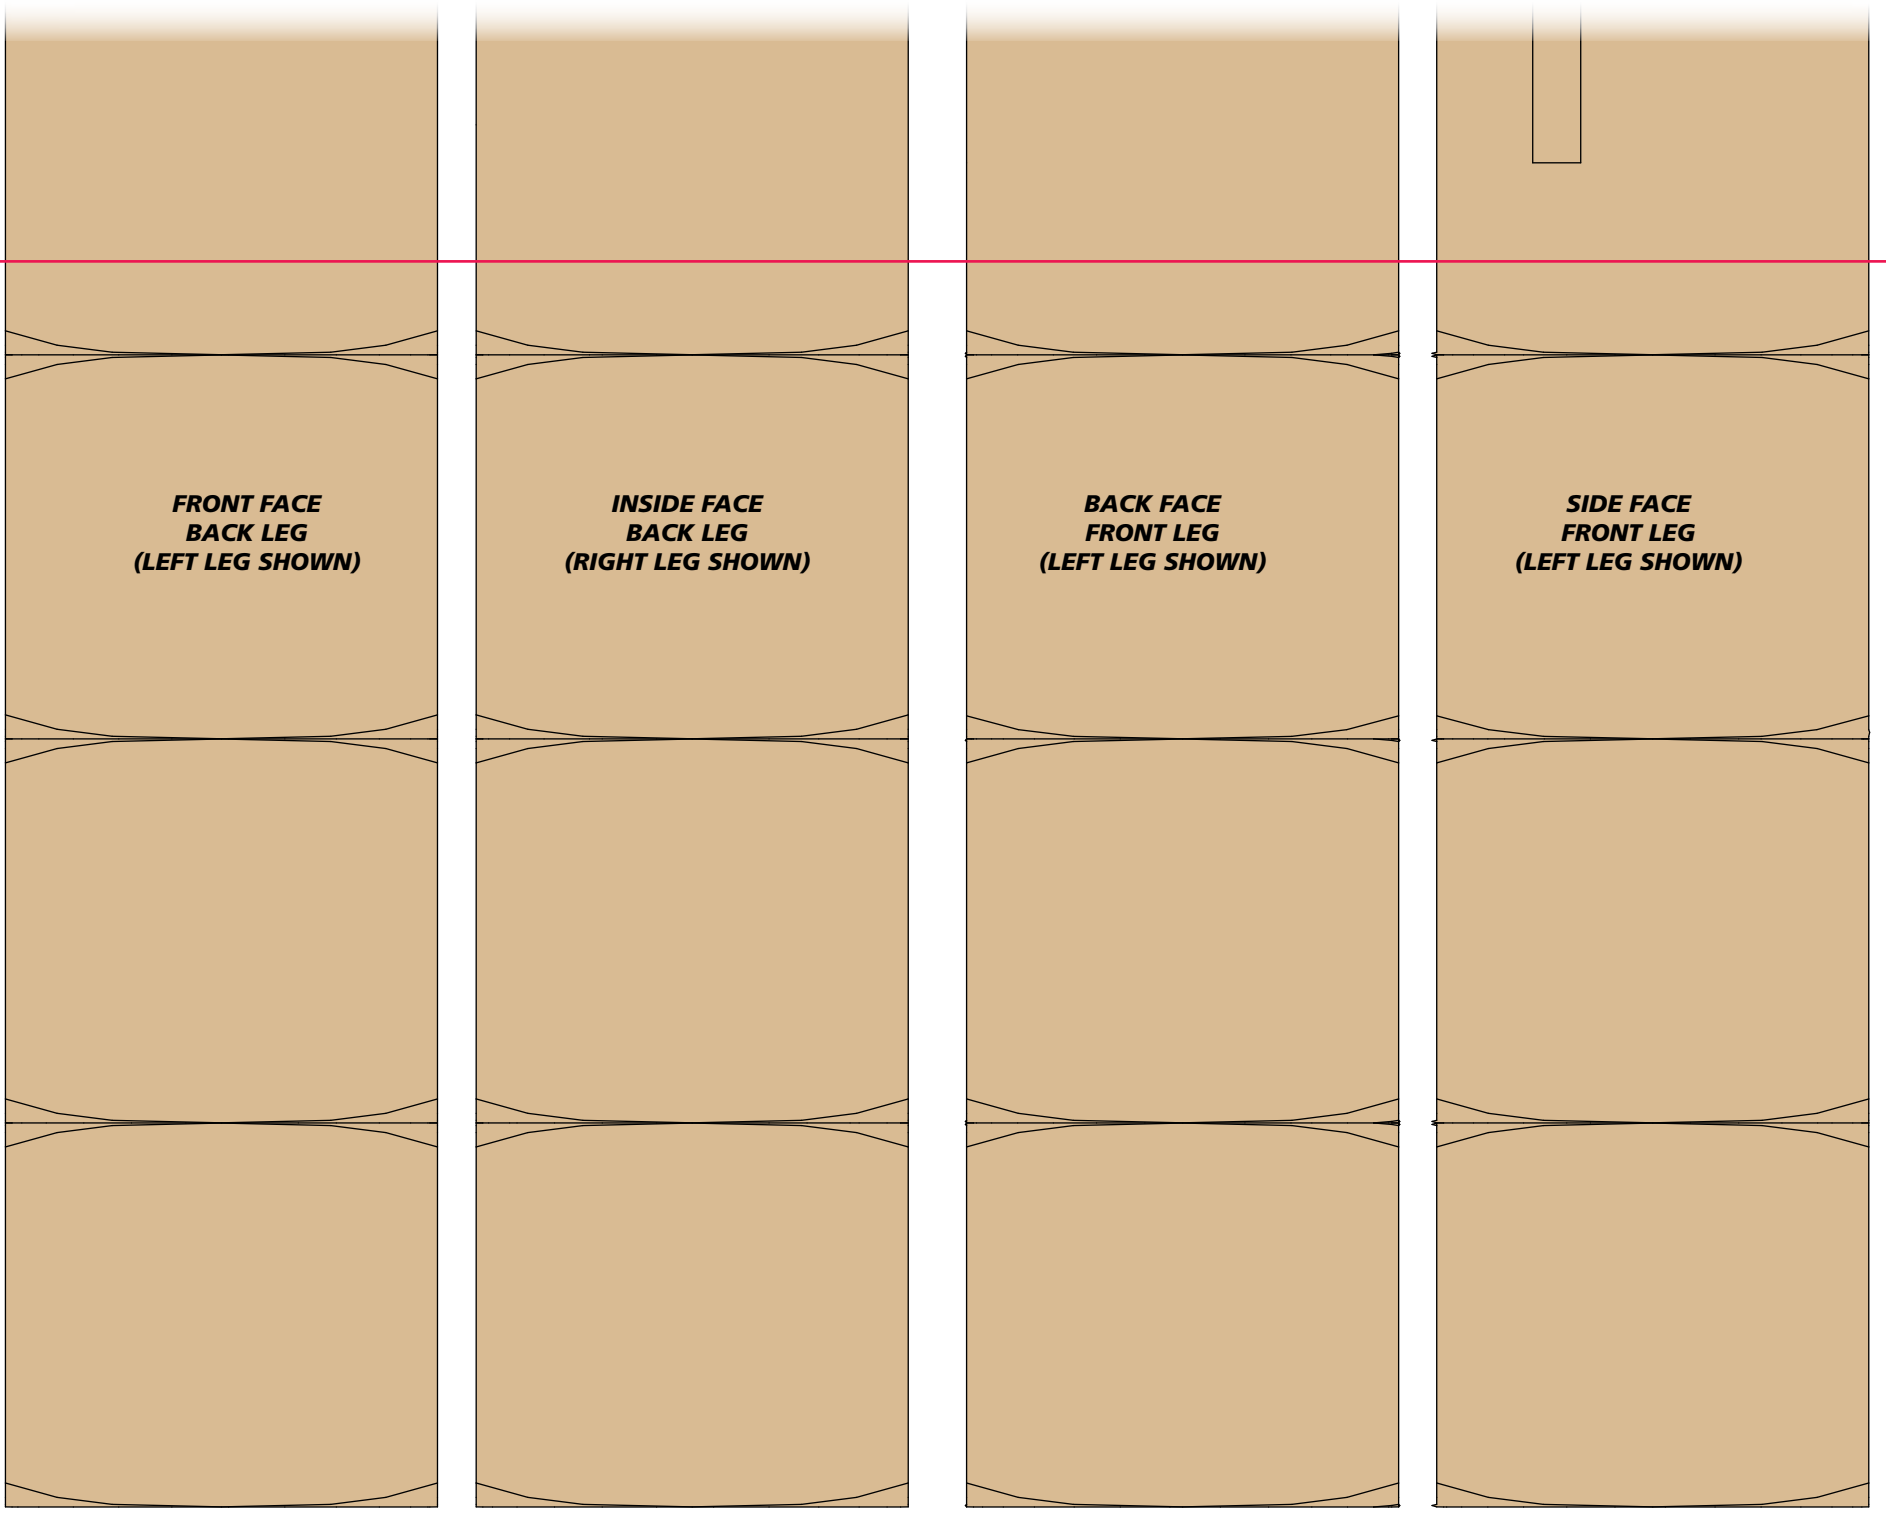 FRONT FACE
BACK LEG
(LEFT LEG SHOWN)
INSIDE FACE
BACK LEG
(RIGHT LEG SHOWN)
BACK FACE
FRONT LEG
(LEFT LEG SHOWN)
SIDE FACE
FRONT LEG
(LEFT LEG SHOWN)